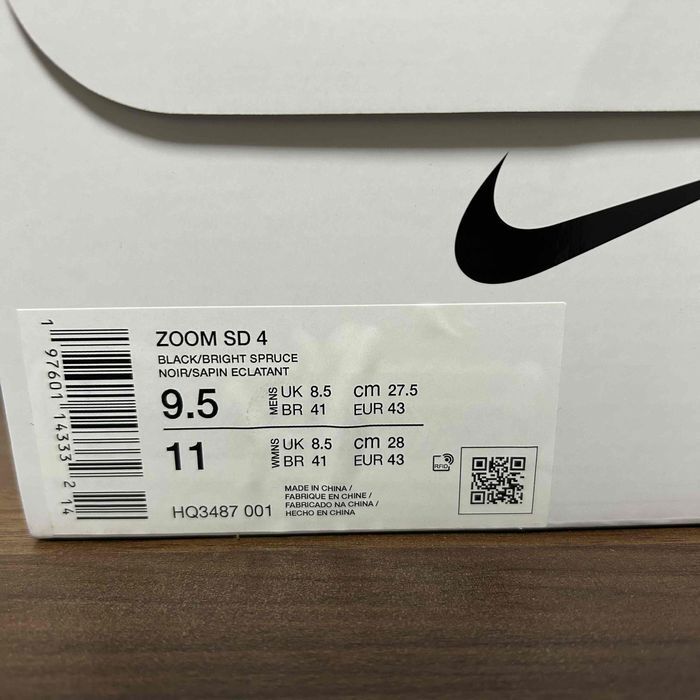 ZOOM SD 4
BLACK/BRIGHT SPRUCE
NOIR/SAPIN ECLATANT
9.5 MENS UK 8.5 cm 27.5
BR 41 EUR 43
11 WMNS UK 8.5 cm 28
BR 41 EUR 43
RFID
HQ3487 001
MADE IN CHINA /
FABRIQUE EN CHINE /
FABRICADO NA CHINA /
HECHO EN CHINA
1 97601 14333 2 14